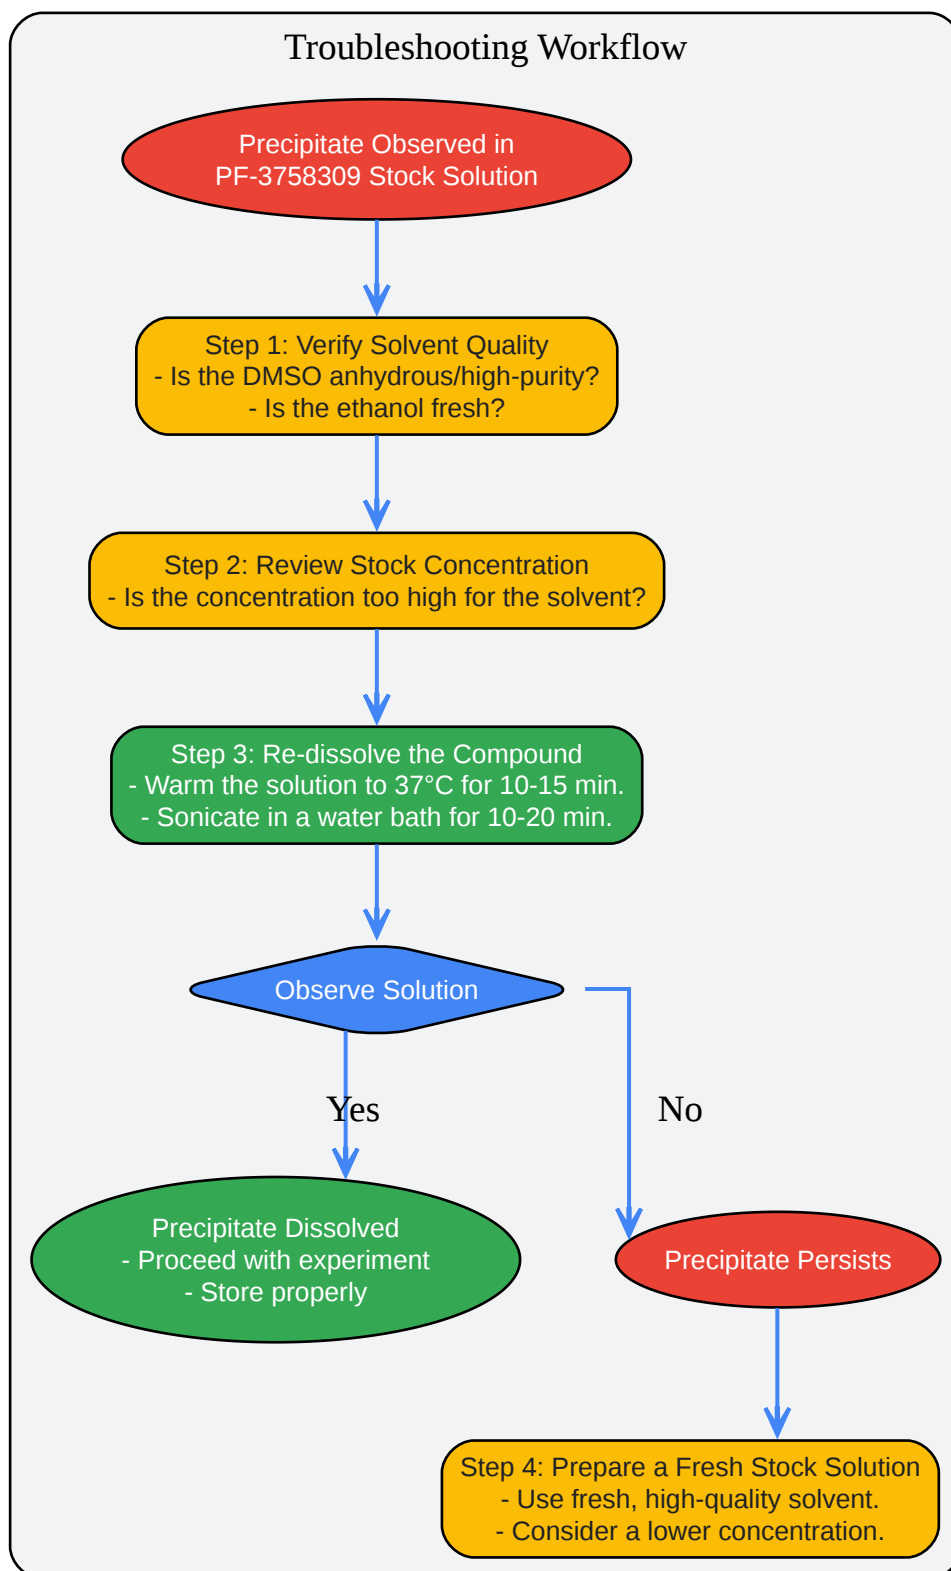 Troubleshooting Workflow
Precipitate Observed in
PF-3758309 Stock Solution
Step 1: Verify Solvent Quality
- Is the DMSO anhydrous/high-purity?
- Is the ethanol fresh?
Step 2: Review Stock Concentration
- Is the concentration too high for the solvent?
Step 3: Re-dissolve the Compound
- Warm the solution to 37°C for 10-15 min.
- Sonicate in a water bath for 10-20 min.
Observe Solution
Yes
No
Precipitate Dissolved
- Proceed with experiment
- Store properly
Precipitate Persists
Step 4: Prepare a Fresh Stock Solution
- Use fresh, high-quality solvent.
- Consider a lower concentration.